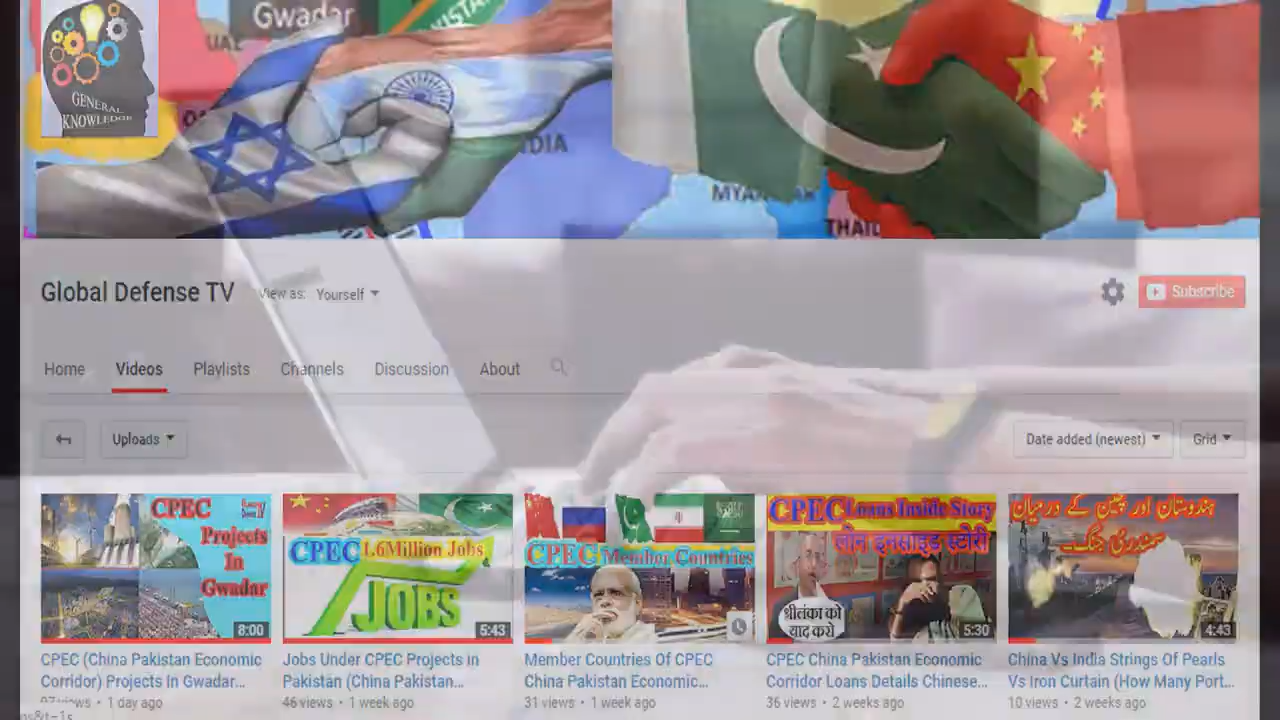 Gwadar
GENERAL
KNOWLEDGE
MYANMAR
THAIL
Global Defense TV
View as: Yourself
Subscribe
Home
Videos
Playlists
Channels
Discussion
About
Uploads
Date added (newest)
Grid
CPEC
Projects
In
Gwadar
8:00
CPEC 1.6Million Jobs
JOBS
5:43
CPEC Member Countries
CPEC Loans Inside Story
लोन इनसाइड स्टोरी
श्रीलंका को
याद करो
5:30
ہندوستان اور چین کے درمیان
سمندری جنگ۔
4:43
CPEC (China Pakistan Economic
Corridor) Projects In Gwadar...
1 day ago
Jobs Under CPEC Projects in
Pakistan (China Pakistan...
46 views • 1 week ago
Member Countries Of CPEC
China Pakistan Economic...
31 views • 1 week ago
CPEC China Pakistan Economic
Corridor Loans Details Chinese...
36 views • 2 weeks ago
China Vs India Strings Of Pearls
Vs Iron Curtain (How Many Port...
10 views • 2 weeks ago